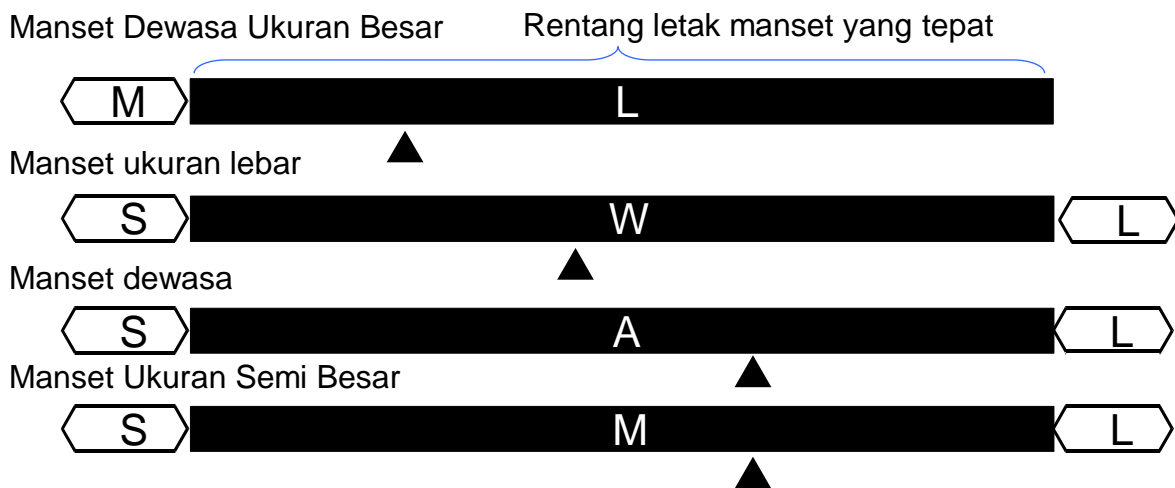 Manset Dewasa Ukuran Besar Rentang letak manset yang tepat
M L
Manset ukuran lebar
S W L
Manset dewasa
S A L
Manset Ukuran Semi Besar
S M L